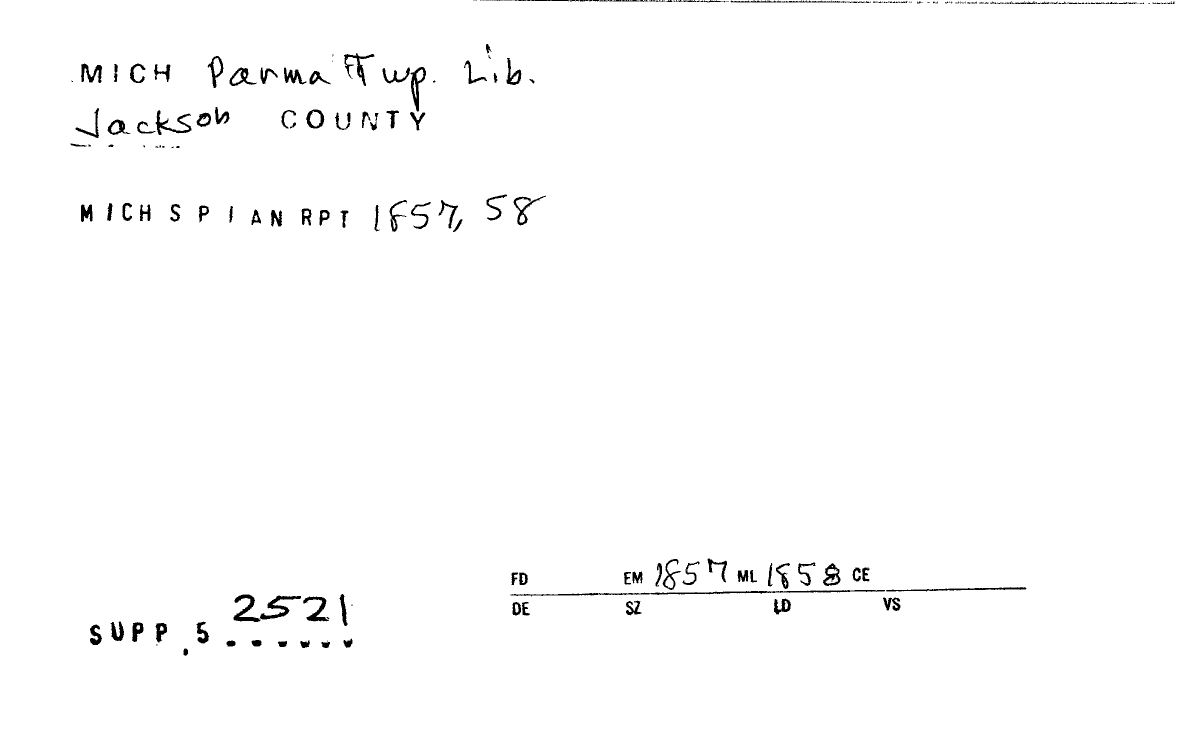 MICH Parma Twp. Lib.
Jackson COUNTY
MICH S P I AN RPT 1857, 58
FD EM 1857 ML 1858 CE
DE SZ LD VS
2521
SUPP.5 ......